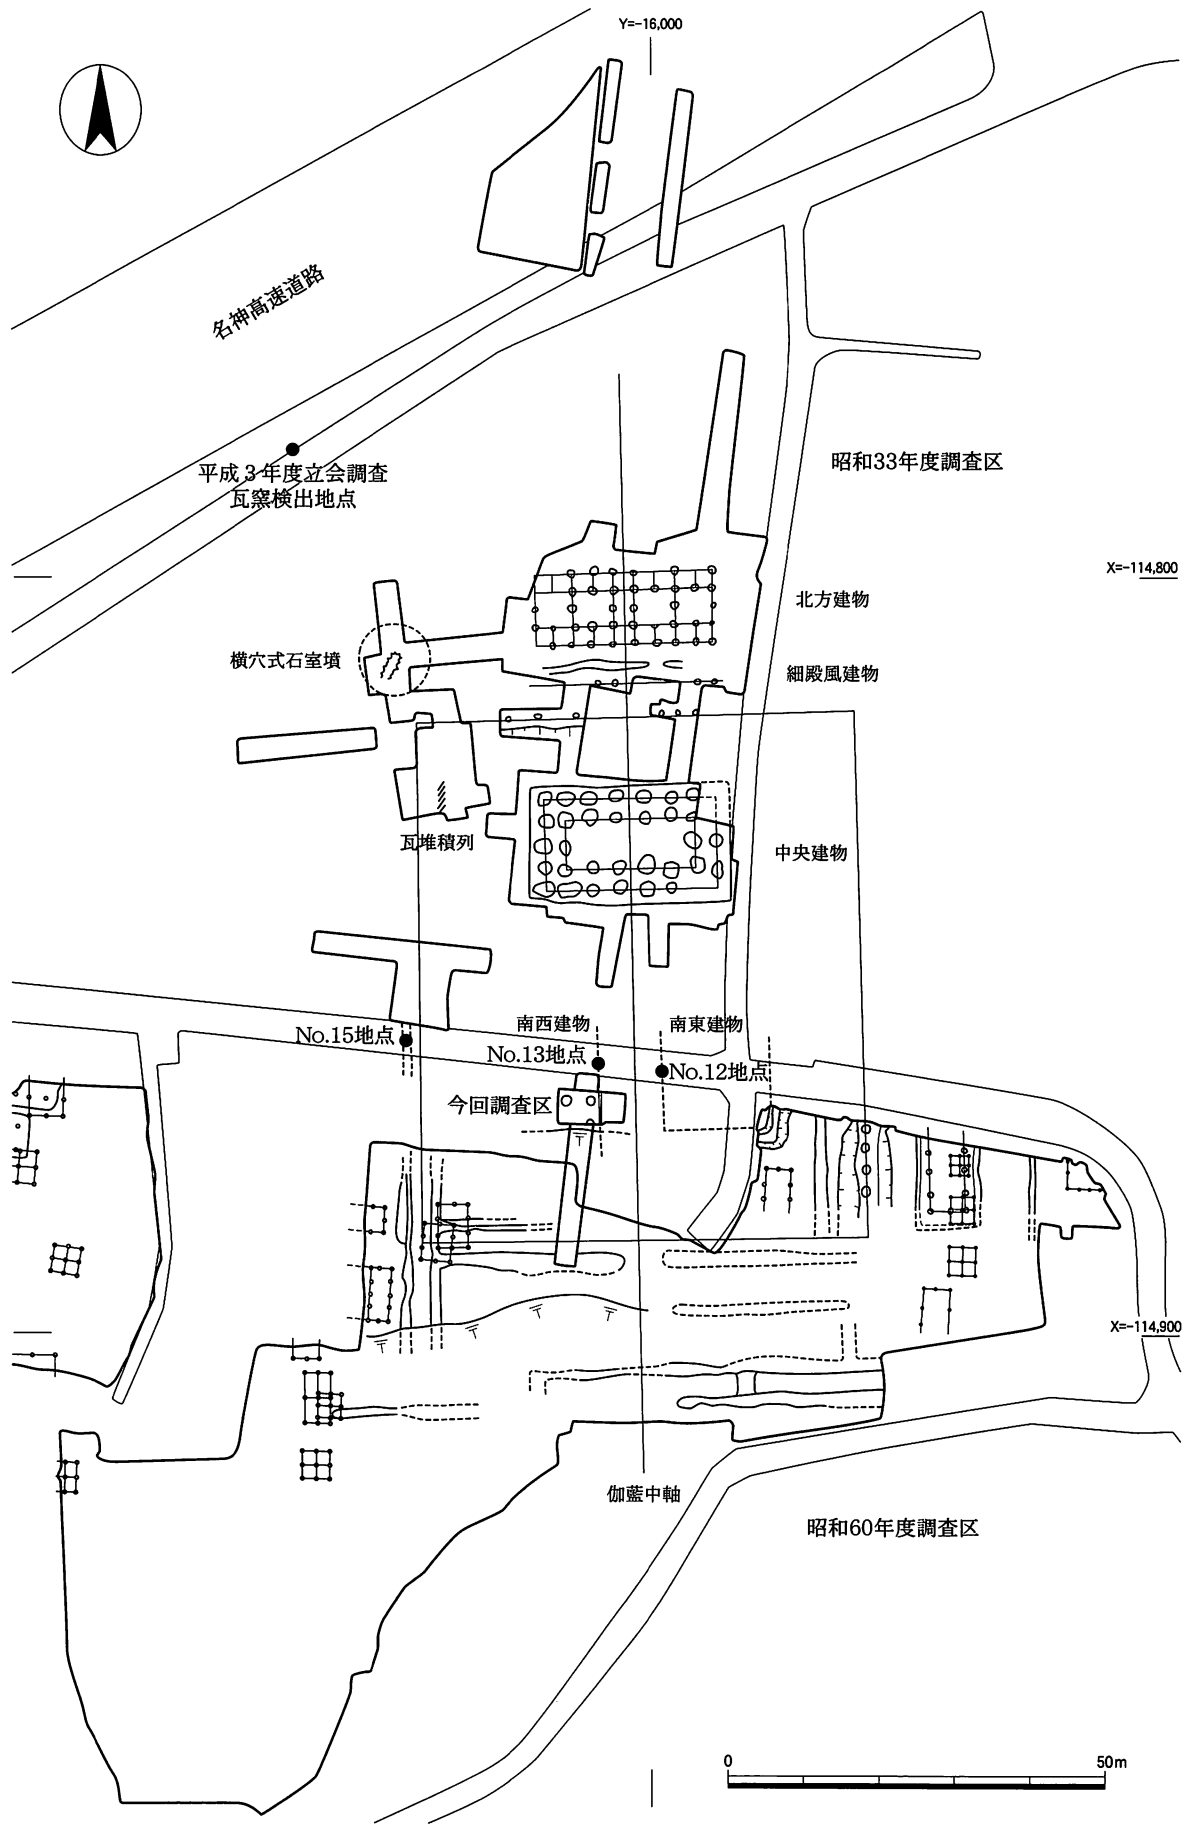 Y=-16,000
名神高速道路
平成3年度立会調査
瓦窯検出地点
昭和33年度調査区
X=-114,800
北方建物
横穴式石室墳
細殿風建物
瓦堆積列
中央建物
南西建物
南東建物
No.15地点
No.13地点
No.12地点
今回調査区
X=-114,900
伽藍中軸
昭和60年度調査区
0
50m